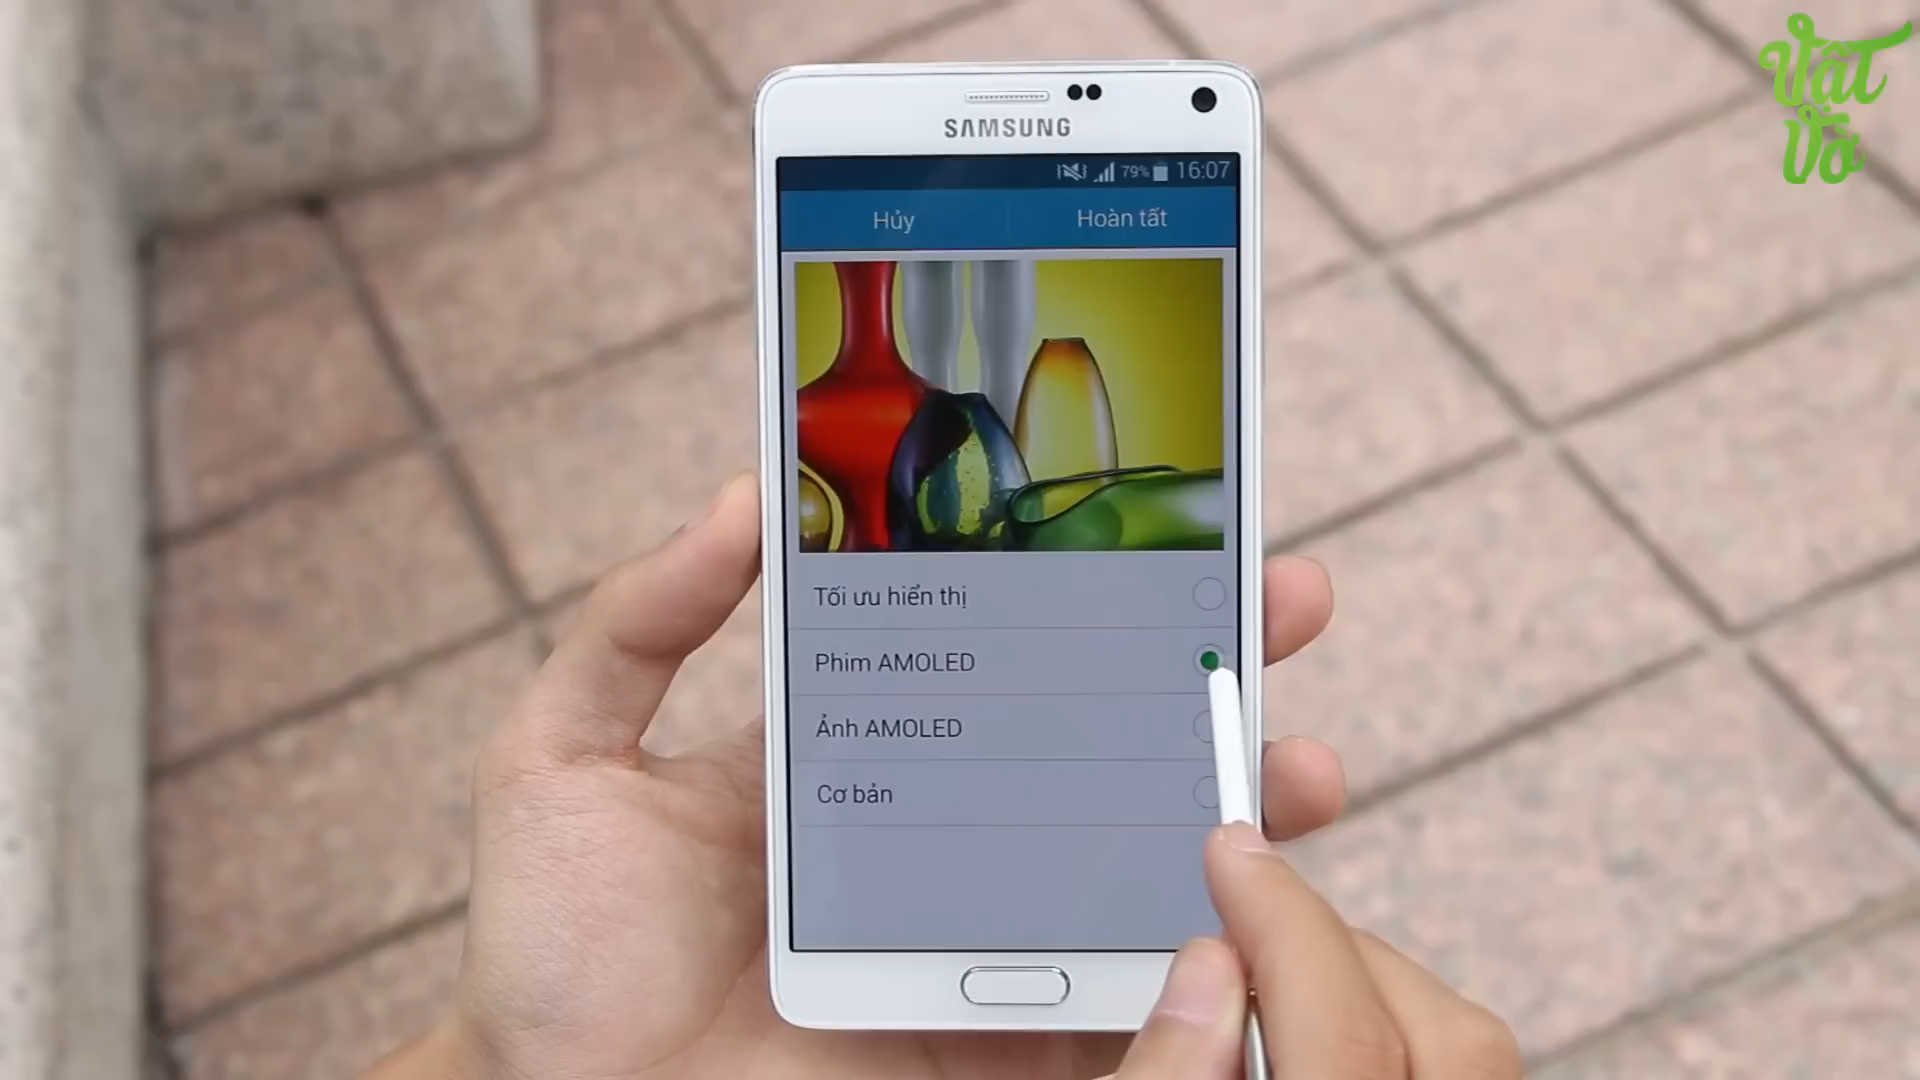 Vật
Vờ
SAMSUNG
79% 16:07
Hủy Hoàn tất
Tối ưu hiển thị
Phim AMOLED
Ảnh AMOLED
Cơ bản